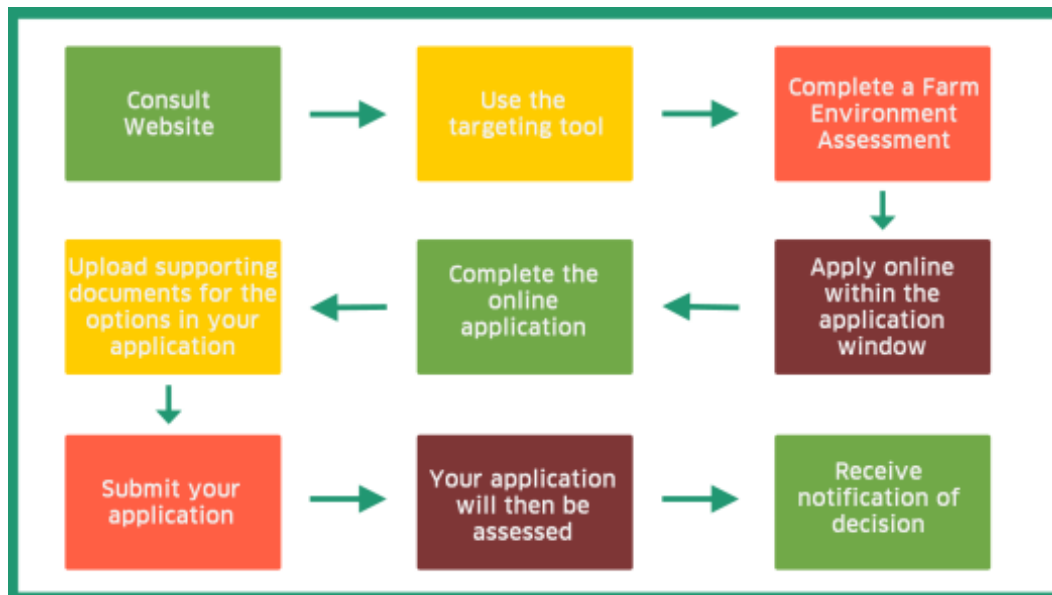 Consult
Website
Use the
targeting tool
Complete a Farm
Environment
Assessment
Apply online
within the
application
window
Complete the
online
application
Upload supporting
documents for the
options in your
application
Submit your
application
Your application
will then be
assessed
Receive
notification of
decision